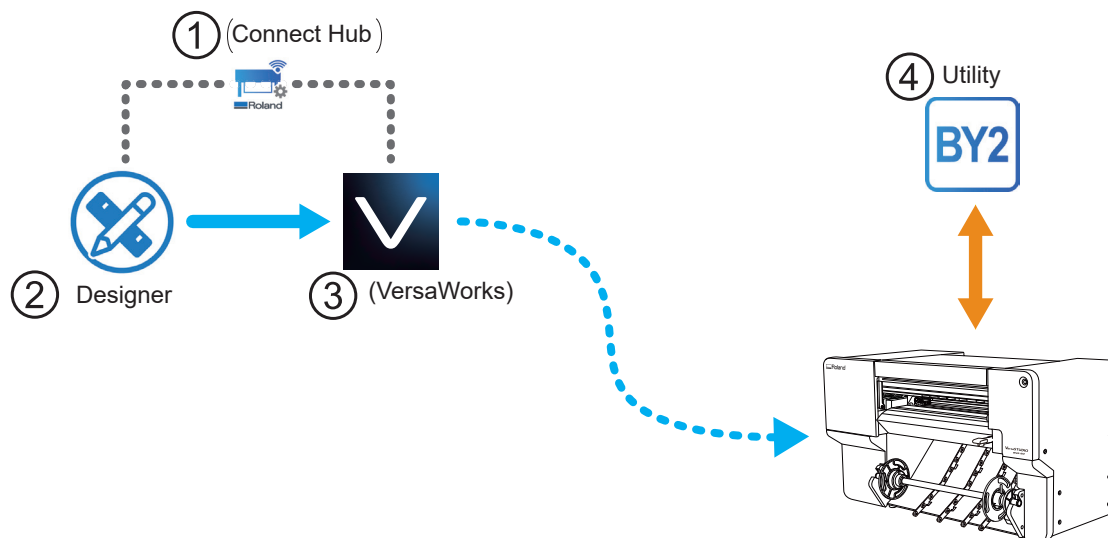 1 (Connect Hub)
Roland
4 Utility
BY2
2 Designer
3 (VersaWorks)
Roland